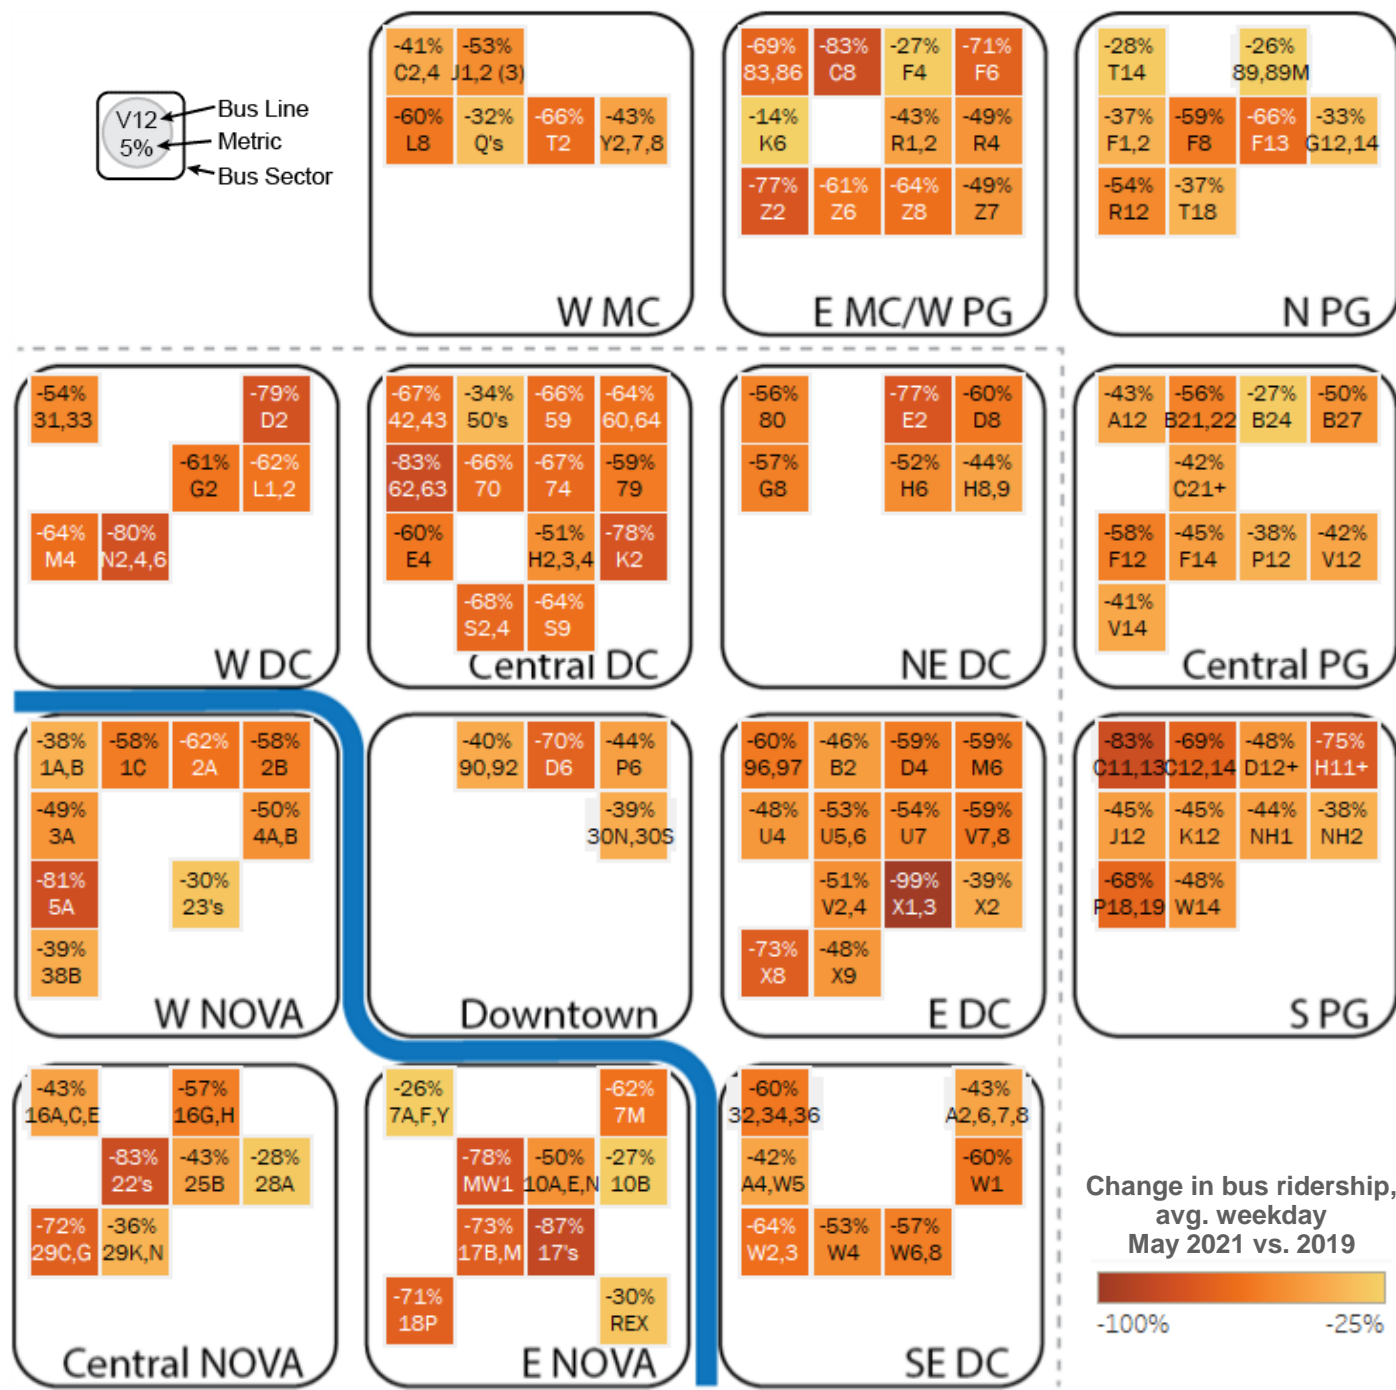 V12
5%
Bus Line
Metric
Bus Sector
-41% -53%
C2,4 J1,2 (3)
-60% -32% -66% -43%
L8 Q's T2 Y2,7,8
W MC
-69% -83% -27% -71%
83,86 C8 F4 F6
-14% -43% -49%
K6 R1,2 R4
-77% -61% -64% -49%
Z2 Z6 Z8 Z7
E MC/W PG
-28% -26%
T14 89,89M
-37% -59% -66% -33%
F1,2 F8 F13 G12,14
-54% -37%
R12 T18
N PG
-54% -79%
31,33 D2
-61% -62%
G2 L1,2
-64% -80%
M4 N2,4,6
W DC
-67% -34% -66% -64%
42,43 50's 59 60,64
-83% -66% -67% -59%
62,63 70 74 79
-60% -51% -78%
E4 H2,3,4 K2
-68% -64%
S2,4 S9
Central DC
-56% -77% -60%
80 E2 D8
-57% -52% -44%
G8 H6 H8,9
NE DC
-43% -56% -27% -50%
A12 B21,22 B24 B27
-42%
C21+
-58% -45% -38% -42%
F12 F14 P12 V12
-41%
V14
Central PG
-38% -58% -62% -58%
1A,B 1C 2A 2B
-49% -50%
3A 4A,B
-81% -30%
5A 23's
-39%
38B
W NOVA
-40% -70% -44%
90,92 D6 P6
-39%
30N,30S
Downtown
-60% -46% -59% -59%
96,97 B2 D4 M6
-48% -53% -54% -59%
U4 U5,6 U7 V7,8
-51% -99% -39%
V2,4 X1,3 X2
-73% -48%
X8 X9
E DC
-83% -69% -48% -75%
C11,13 C12,14 D12+ H11+
-45% -45% -44% -38%
J12 K12 NH1 NH2
-68% -48%
P18,19 W14
S PG
-43% -57%
16A,C,E 16G,H
-83% -43% -28%
22's 25B 28A
-72% -36%
29C,G 29K,N
Central NOVA
-26% -62%
7A,F,Y 7M
-78% -50% -27%
MW1 10A,E,N 10B
-73% -87%
17B,M 17's
-71% -30%
18P REX
E NOVA
-60% -43%
32,34,36 A2,6,7,8
-42% -60%
A4,W5 W1
-64% -53% -57%
W2,3 W4 W6,8
SE DC
Change in bus ridership,
avg. weekday
May 2021 vs. 2019
-100% -25%